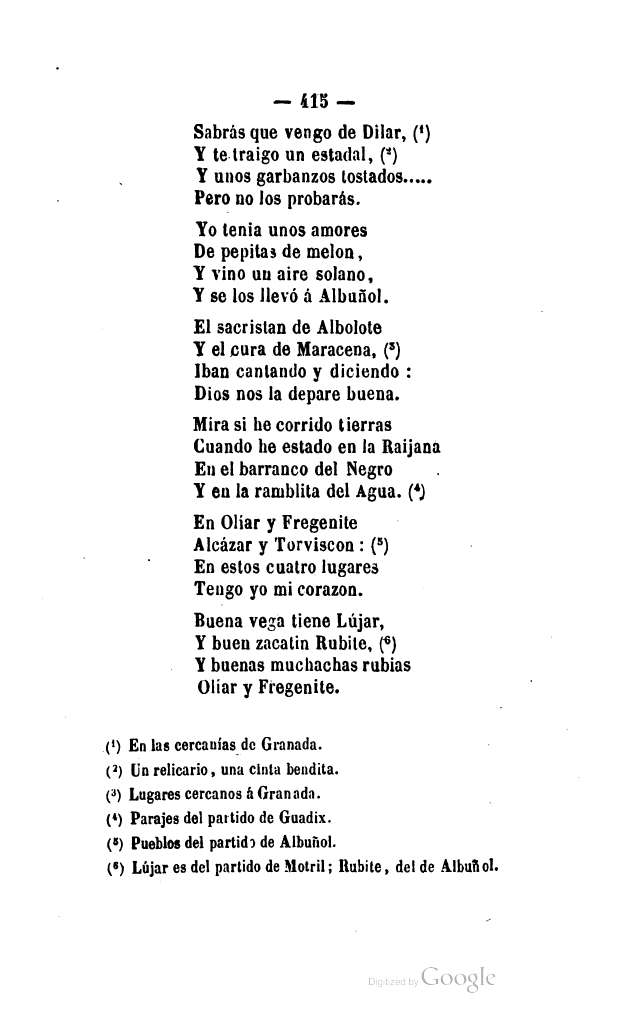 — 415 —
Sabrás que vengo de Dilar, (¹)
Y te traigo un estadal, (²)
Y unos garbanzos tostados.....
Pero no los probarás.
Yo tenia unos amores
De pepitas de melon,
Y vino un aire solano,
Y se los llevó á Albuñol.
El sacristan de Albolote
Y el cura de Maracena, (³)
Iban cantando y diciendo :
Dios nos la depare buena.
Mira si he corrido tierras
Cuando he estado en la Raijana
En el barranco del Negro
Y en la ramblita del Agua. (⁴)
En Olíar y Fregenite
Alcázar y Torviscon : (⁵)
En estos cuatro lugares
Tengo yo mi corazon.
Buena vega tiene Lújar,
Y buen zacatin Rubite, (⁶)
Y buenas muchachas rubias
Olíar y Fregenite.
(¹) En las cercanías de Granada.
(²) Un relicario, una cinta bendita.
(³) Lugares cercanos á Granada.
(⁴) Parajes del partido de Guadix.
(⁵) Pueblos del partido de Albuñol.
(⁶) Lújar es del partido de Motril; Rubite, del de Albuñol.
Digitized by Google